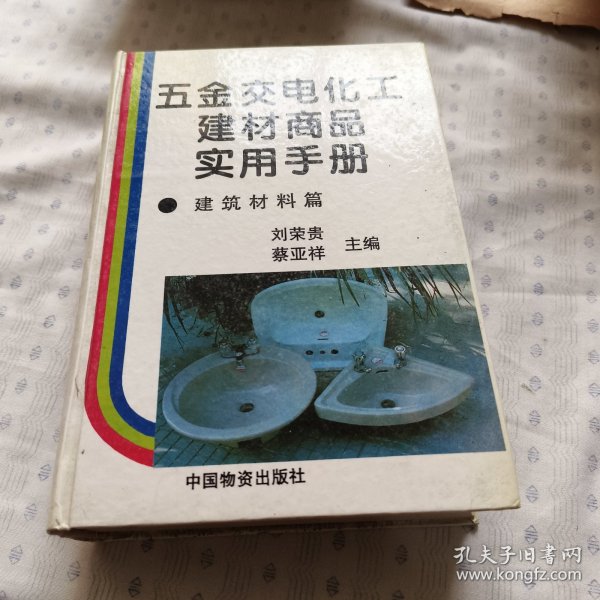 五金交电化工
建材商品
实用手册
● 建筑材料篇
刘荣贵
蔡亚祥 主编
中国物资出版社
孔夫子旧书网
www.kongfz.com